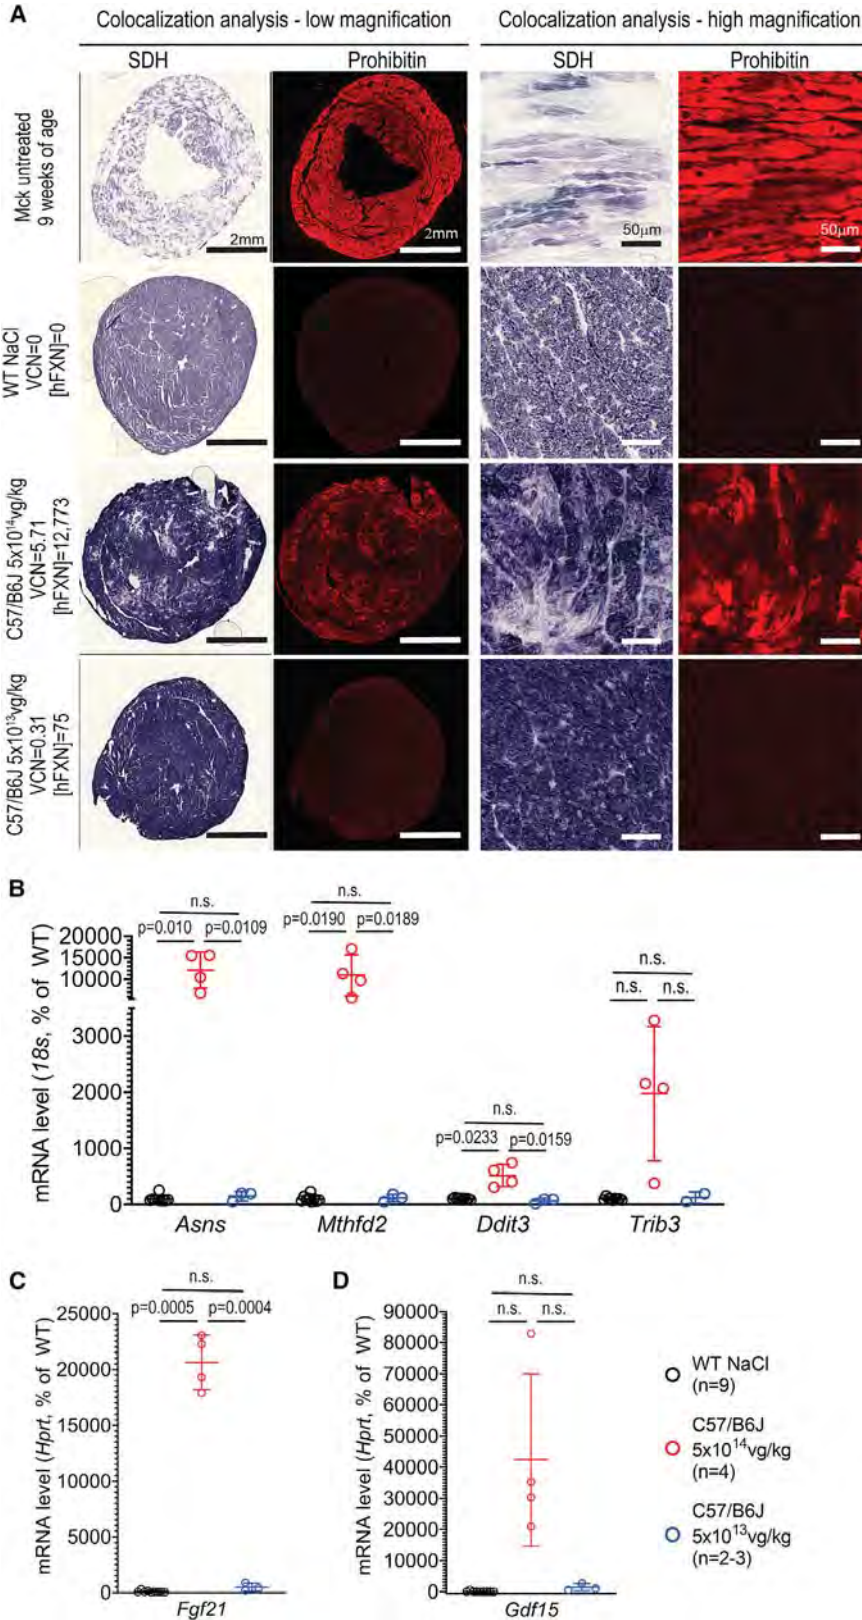 A
Colocalization analysis - low magnification
Colocalization analysis - high magnification
SDH
Prohibitin
SDH
Prohibitin
Mck untreated
9 weeks of age
2mm
2mm
50µm
50µm
WT NaCl
VCN=0
[hFXN]=0
C57/B6J 5x10¹⁴vg/kg
VCN=5.71
[hFXN]=12,773
C57/B6J 5x10¹³vg/kg
VCN=0.31
[hFXN]=75
B
mRNA level (18s, % of WT)
20000
15000
10000
3000
2000
1000
0
n.s.
p=0.010
p=0.0109
n.s.
p=0.0190
p=0.0189
n.s.
p=0.0233
p=0.0159
n.s.
n.s.
n.s.
Asns
Mthfd2
Ddit3
Trib3
C
mRNA level (Hprt, % of WT)
25000
20000
15000
10000
5000
0
n.s.
p=0.0005
p=0.0004
Fgf21
D
mRNA level (Hprt, % of WT)
90000
80000
70000
60000
50000
40000
30000
20000
10000
0
n.s.
n.s.
n.s.
Gdf15
WT NaCl
(n=9)
C57/B6J
5x10¹⁴vg/kg
(n=4)
C57/B6J
5x10¹³vg/kg
(n=2-3)